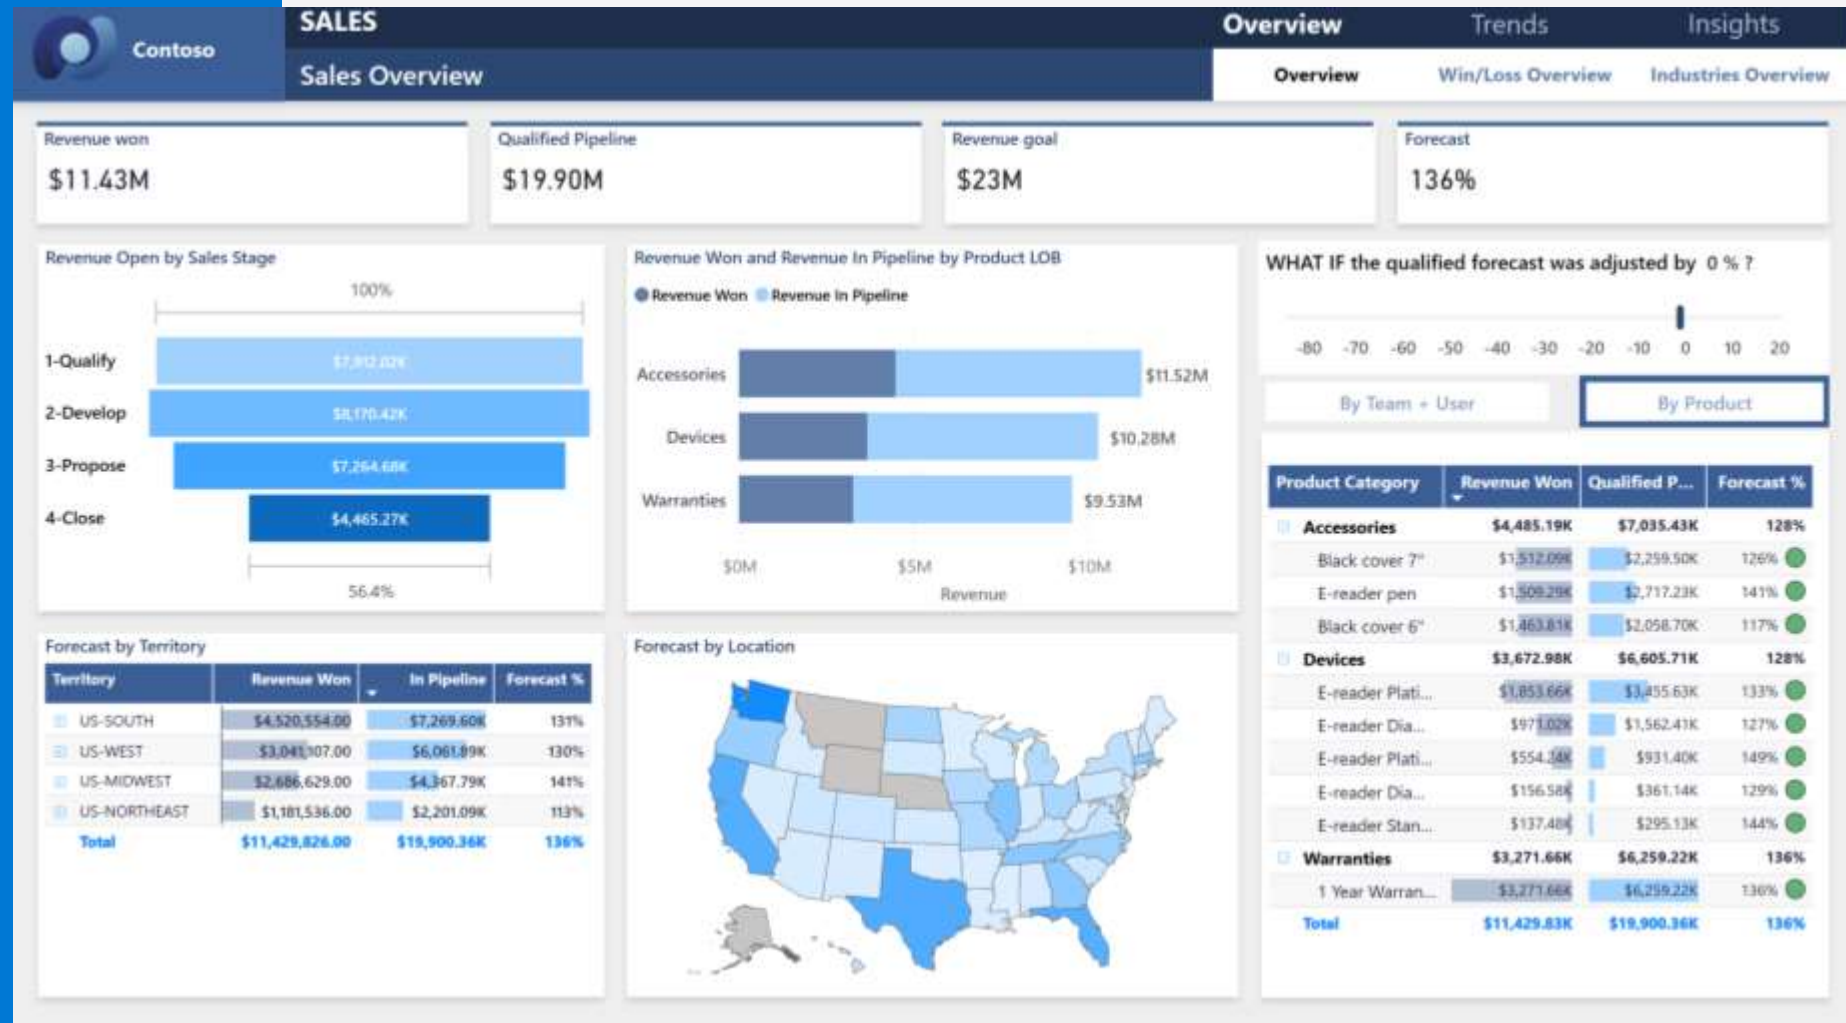 Contoso
SALES
Sales Overview
Overview Trends Insights
Overview Win/Loss Overview Industries Overview
Revenue won
$11.43M
Qualified Pipeline
$19.90M
Revenue goal
$23M
Forecast
136%
Revenue Open by Sales Stage
100%
1-Qualify $7,912.02K
2-Develop $8,170.42K
3-Propose $7,264.68K
4-Close $4,465.27K
56.4%
Revenue Won and Revenue In Pipeline by Product LOB
Revenue Won Revenue In Pipeline
Accessories $11.52M
Devices $10.28M
Warranties $9.53M
$0M $5M $10M
Revenue
WHAT IF the qualified forecast was adjusted by 0 % ?
-80 -70 -60 -50 -40 -30 -20 -10 0 10 20
By Team + User By Product
Product Category Revenue Won Qualified P... Forecast %
Accessories $4,485.19K $7,035.43K 128%
Black cover 7" $1,512.09K $2,259.50K 126%
E-reader pen $1,509.29K $2,717.23K 141%
Black cover 6" $1,463.81K $2,058.70K 117%
Devices $3,672.98K $6,605.71K 128%
E-reader Plati... $1,853.66K $3,455.63K 133%
E-reader Dia... $971.02K $1,562.41K 127%
E-reader Plati... $554.24K $931.40K 149%
E-reader Dia... $156.58K $361.14K 129%
E-reader Stan... $137.48K $295.13K 144%
Warranties $3,271.66K $6,259.22K 136%
1 Year Warran... $3,271.66K $6,259.22K 136%
Total $11,429.83K $19,900.36K 136%
Forecast by Territory
Territory Revenue Won In Pipeline Forecast %
US-SOUTH $4,520,554.00 $7,269.60K 131%
US-WEST $3,041,107.00 $6,061.89K 130%
US-MIDWEST $2,686,629.00 $4,367.79K 141%
US-NORTHEAST $1,181,536.00 $2,201.09K 113%
Total $11,429,826.00 $19,900.36K 136%
Forecast by Location